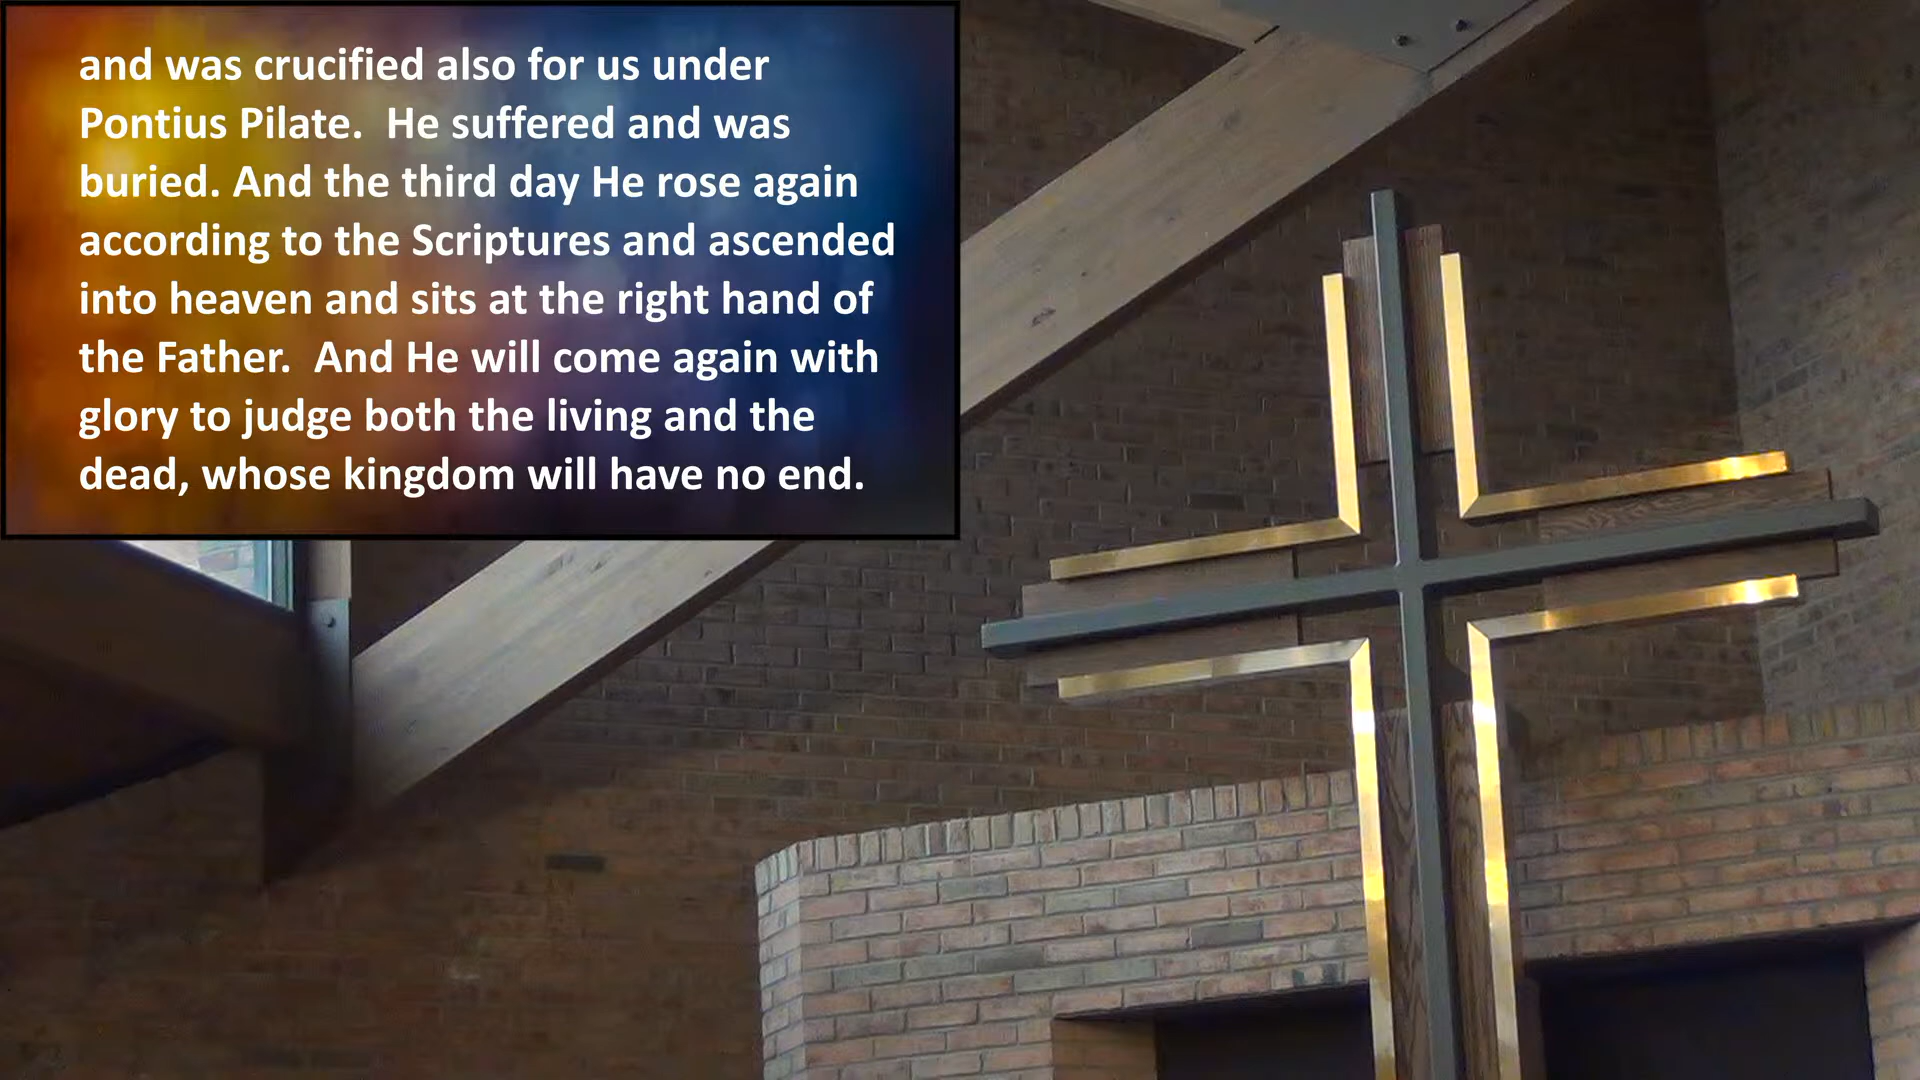 and was crucified also for us under
Pontius Pilate.  He suffered and was
buried. And the third day He rose again
according to the Scriptures and ascended
into heaven and sits at the right hand of
the Father.  And He will come again with
glory to judge both the living and the
dead, whose kingdom will have no end.